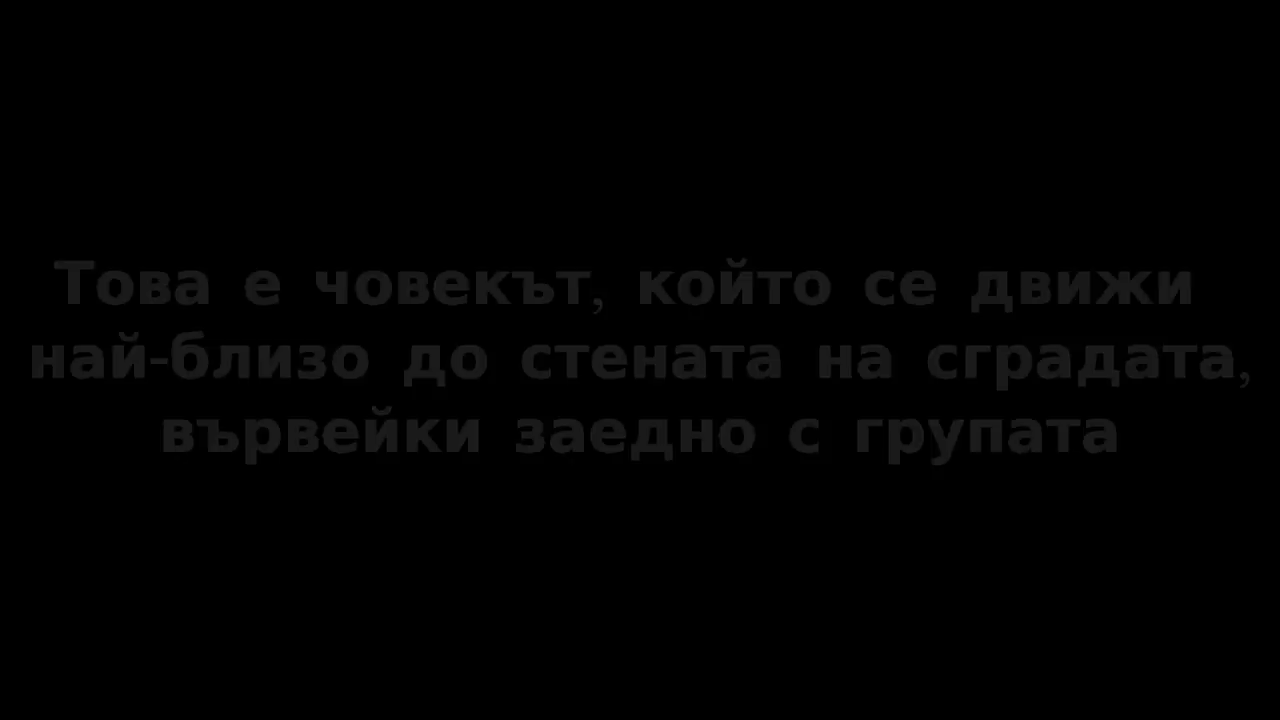 Това е човекът, който се движи
най-близо до стената на сградата,
вървейки заедно с групата